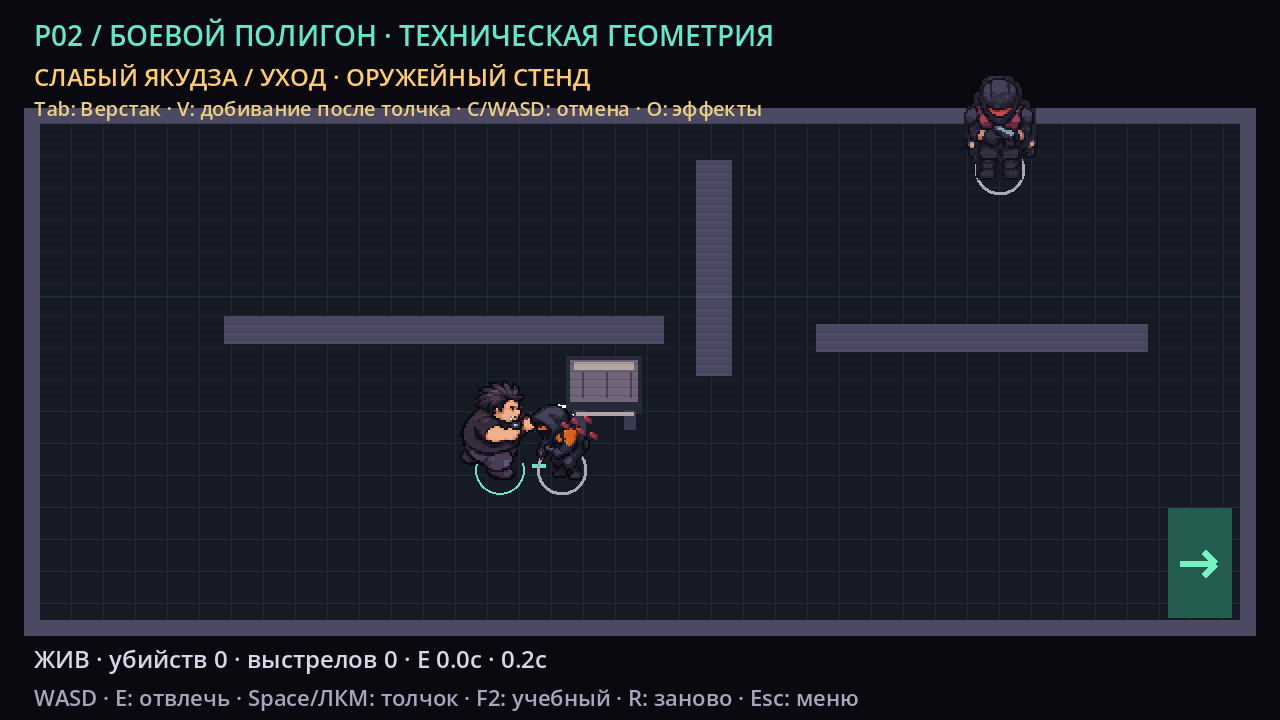 P02 / БОЕВОЙ ПОЛИГОН · ТЕХНИЧЕСКАЯ ГЕОМЕТРИЯ
СЛАБЫЙ ЯКУДЗА / УХОД · ОРУЖЕЙНЫЙ СТЕНД
Tab: Верстак · V: добивание после толчка · C/WASD: отмена · O: эффекты
ЖИВ · убийств 0 · выстрелов 0 · E 0.0с · 0.2с
WASD · E: отвлечь · Space/ЛКМ: толчок · F2: учебный · R: заново · Esc: меню